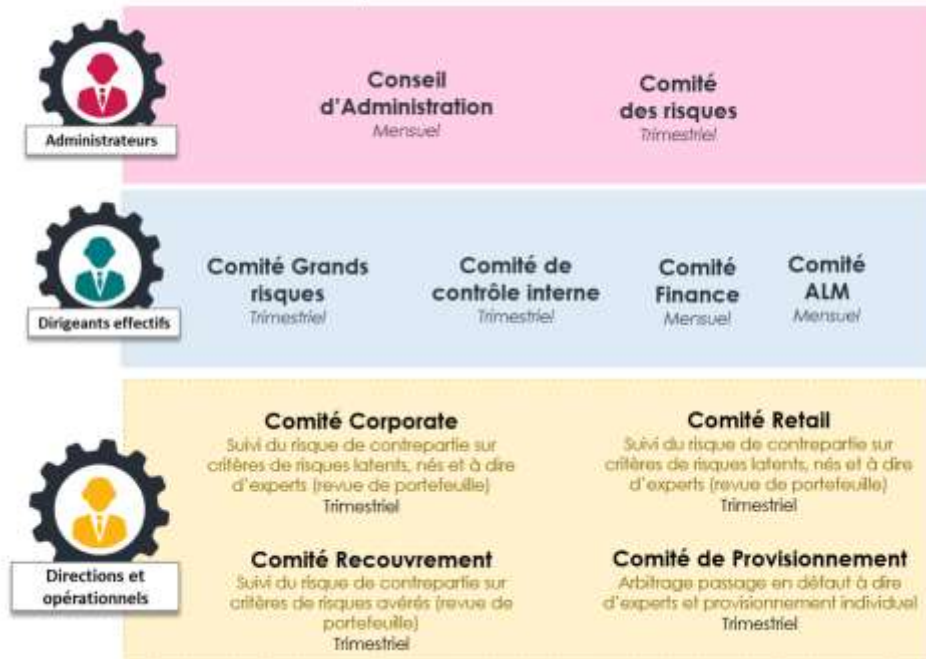 Administrateurs
Conseil
d'Administration
Mensuel
Comité
des risques
Trimestriel
Dirigeants effectifs
Comité Grands
risques
Trimestriel
Comité de
contrôle interne
Trimestriel
Comité
Finance
Mensuel
Comité
ALM
Mensuel
Directions et
opérationnels
Comité Corporate
Suivi du risque de contrepartie sur
critères de risques latents, nés et à dire
d'experts (revue de portefeuille)
Trimestriel
Comité Retail
Suivi du risque de contrepartie sur
critères de risques latents, nés et à dire
d'experts (revue de portefeuille)
Trimestriel
Comité Recouvrement
Suivi du risque de contrepartie sur
critères de risques avérés (revue de
portefeuille)
Trimestriel
Comité de Provisionnement
Arbitrage passage en défaut à dire
d'experts et provisionnement individuel
Trimestriel